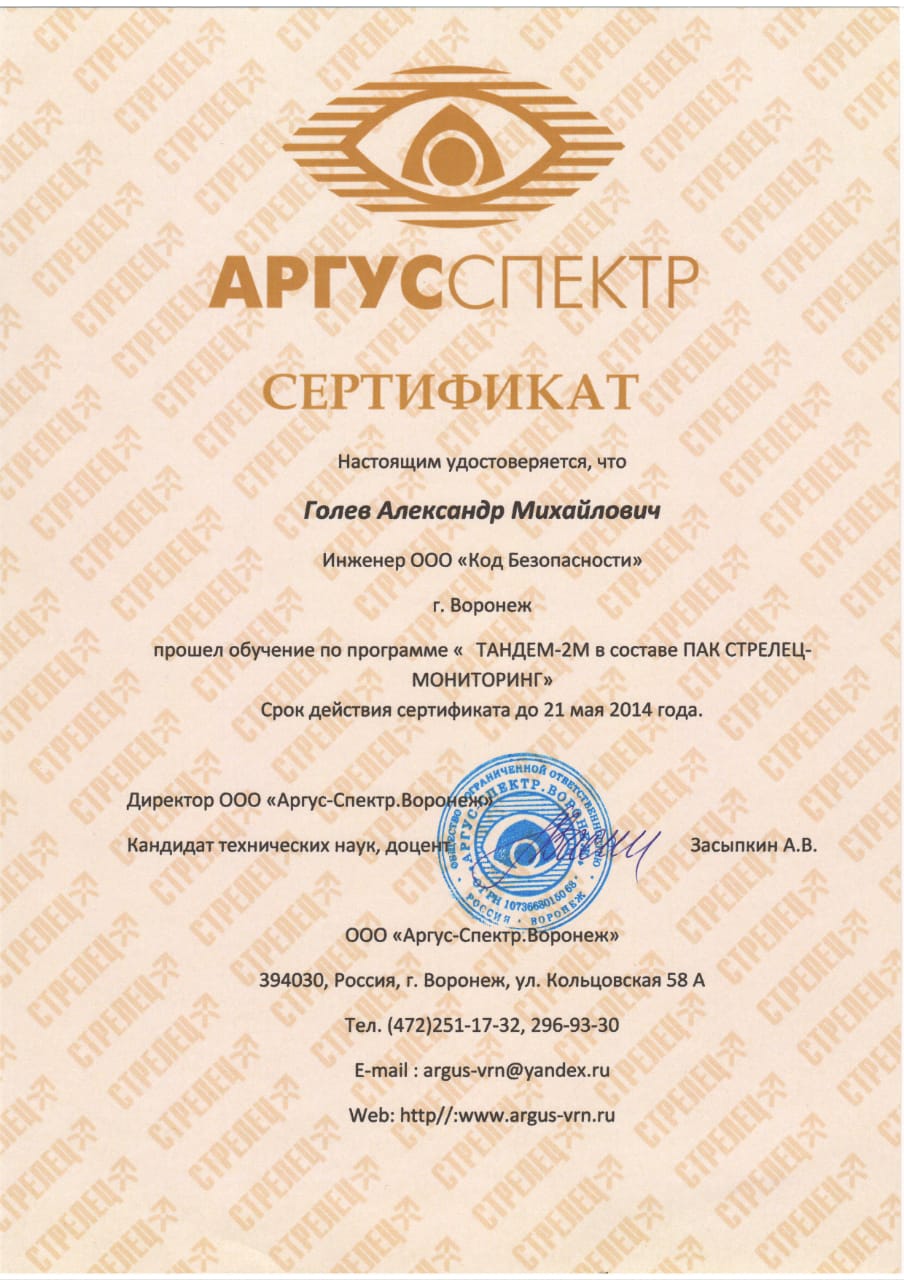 АРГУССПЕКТР
СЕРТИФИКАТ
Настоящим удостоверяется, что
Голев Александр Михайлович
Инженер ООО «Код Безопасности»
г. Воронеж
прошел обучение по программе « ТАНДЕМ-2М в составе ПАК СТРЕЛЕЦ-
МОНИТОРИНГ»
Срок действия сертификата до 21 мая 2014 года.
Директор ООО «Аргус-Спектр.Воронеж»
Кандидат технических наук, доцент Засыпкин А.В.
ОБЩЕСТВО С ОГРАНИЧЕННОЙ ОТВЕТСТВЕННОСТЬЮ
АРГУС-СПЕКТР.ВОРОНЕЖ
ОГРН 1073668015068
РОССИЯ • ВОРОНЕЖ
ООО «Аргус-Спектр.Воронеж»
394030, Россия, г. Воронеж, ул. Кольцовская 58 А
Тел. (472)251-17-32, 296-93-30
E-mail : argus-vrn@yandex.ru
Web: http//:www.argus-vrn.ru
СТРЕЛЕЦ